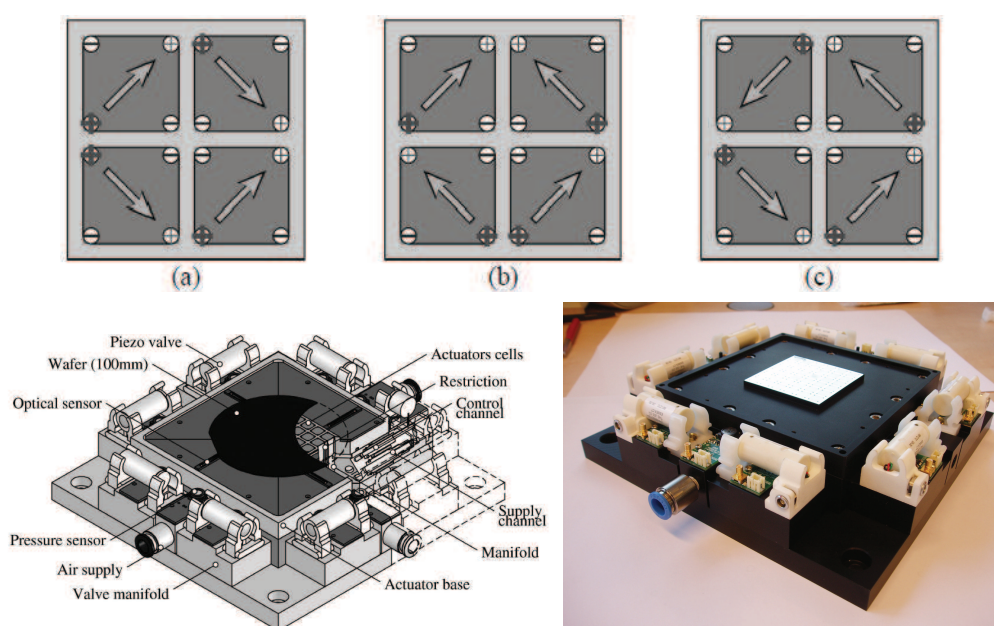 (a)
(b)
(c)
Piezo valve
Wafer (100mm)
Optical sensor
Actuators cells
Restriction
Control
channel
Supply
channel
Pressure sensor
Manifold
Air supply
Actuator base
Valve manifold